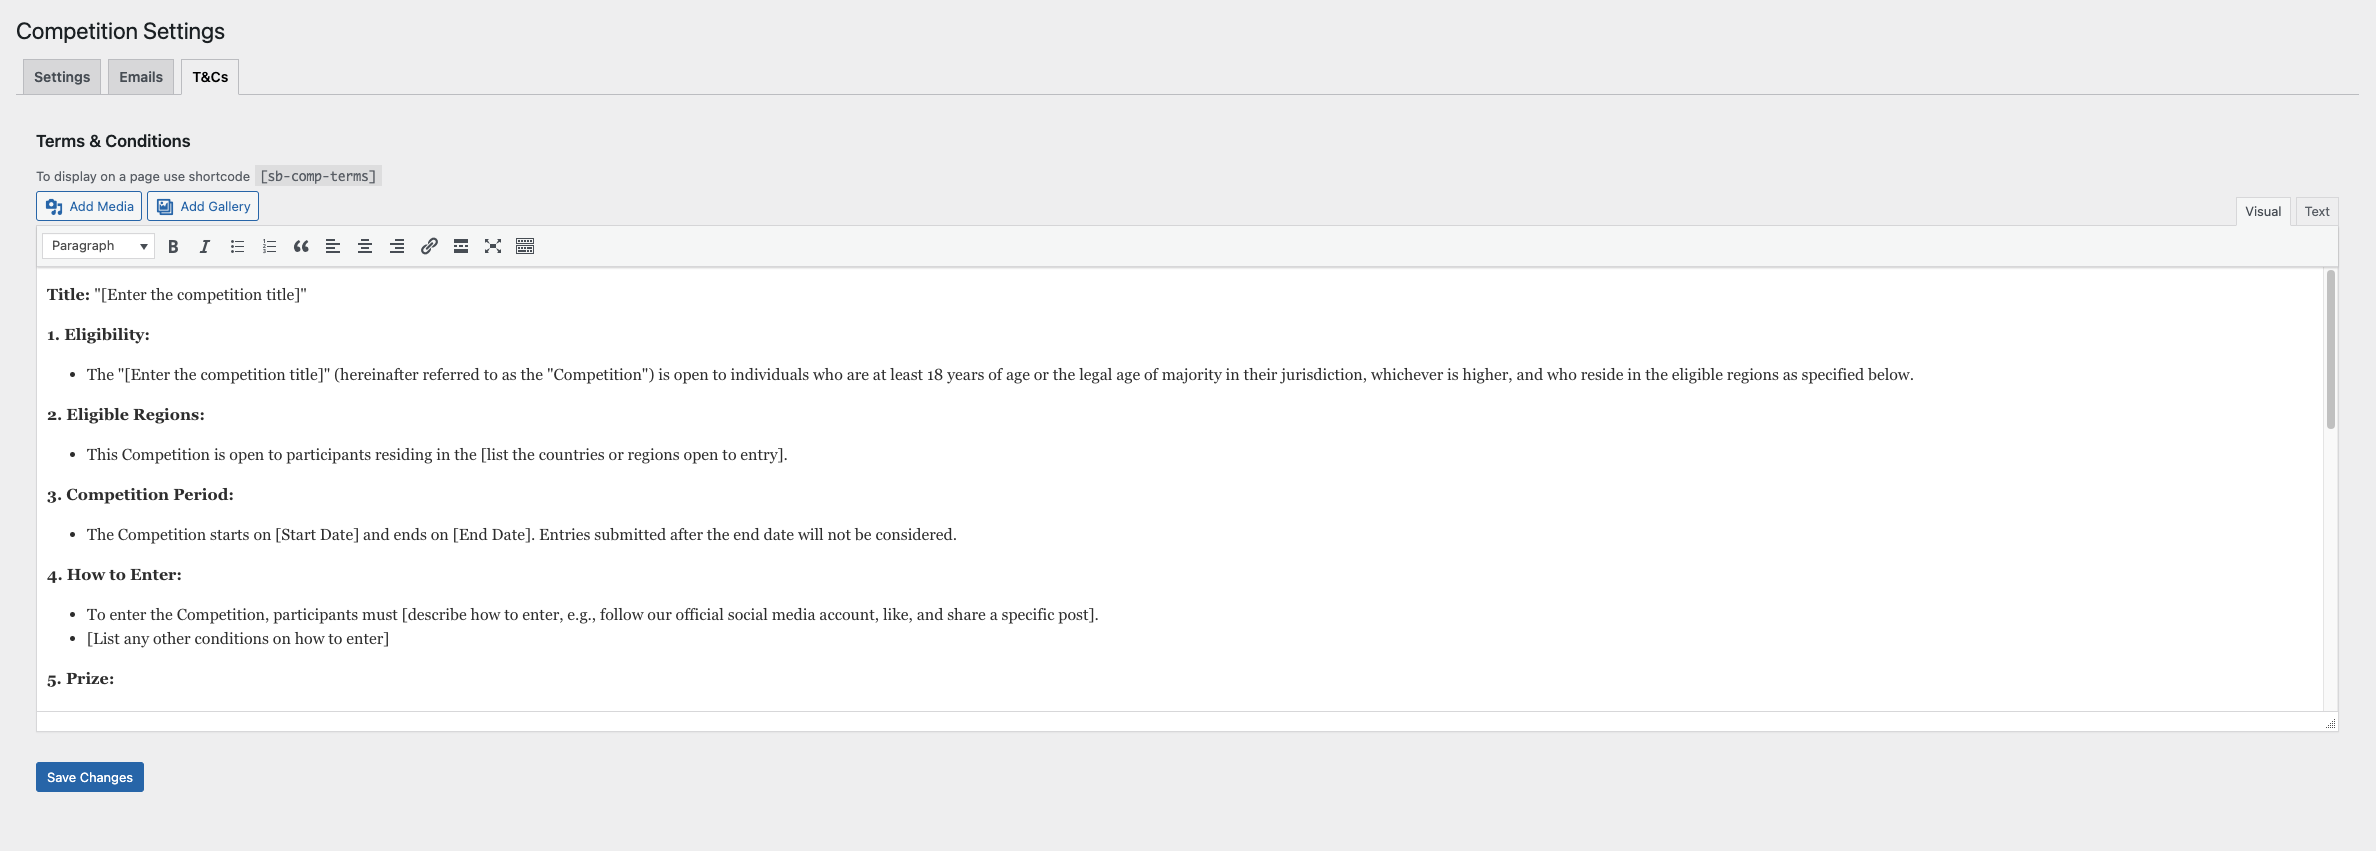 Competition Settings
Settings Emails T&Cs
Terms & Conditions
To display on a page use shortcode [sb-comp-terms]
Add Media Add Gallery
Visual Text
Paragraph
Title: "[Enter the competition title]"
1. Eligibility:
• The "[Enter the competition title]" (hereinafter referred to as the "Competition") is open to individuals who are at least 18 years of age or the legal age of majority in their jurisdiction, whichever is higher, and who reside in the eligible regions as specified below.
2. Eligible Regions:
• This Competition is open to participants residing in the [list the countries or regions open to entry].
3. Competition Period:
• The Competition starts on [Start Date] and ends on [End Date]. Entries submitted after the end date will not be considered.
4. How to Enter:
• To enter the Competition, participants must [describe how to enter, e.g., follow our official social media account, like, and share a specific post].
• [List any other conditions on how to enter]
5. Prize:
Save Changes